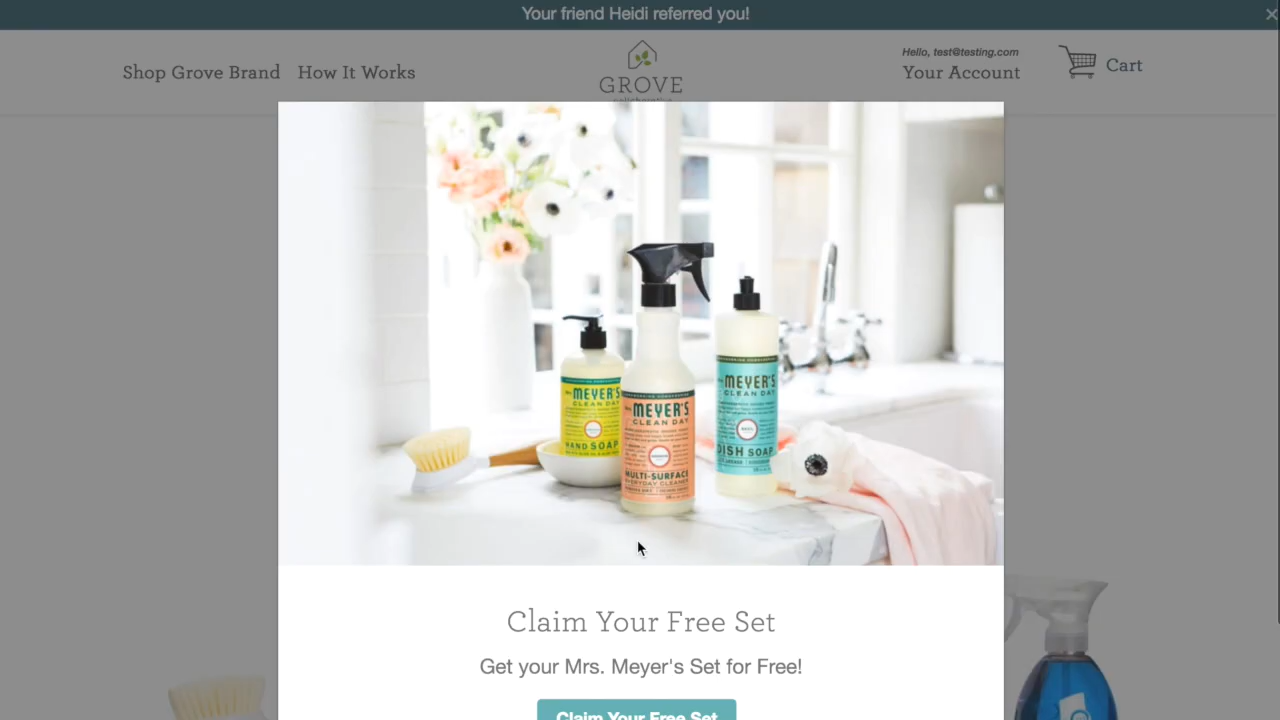 Your friend Heidi referred you!
Shop Grove Brand
How It Works
GROVE
Hello, test@testing.com
Your Account
Cart
MEYER'S
CLEAN DAY
HAND SOAP
MEYER'S
CLEAN DAY
MULTI-SURFACE
EVERYDAY CLEANER
MEYER'S
CLEAN DAY
DISH SOAP
Claim Your Free Set
Get your Mrs. Meyer's Set for Free!
Claim Your Free Set